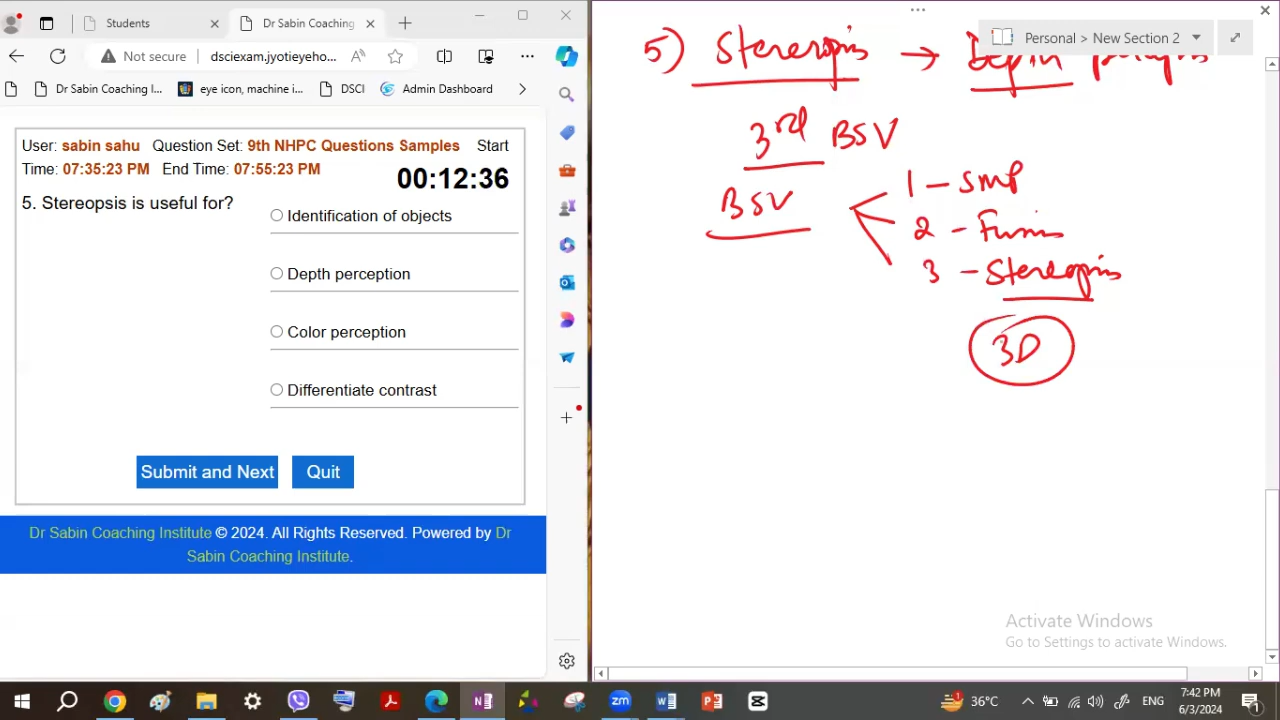 Students
Dr Sabin Coaching
Not secure
dsciexam.jyotieyeho...
Dr Sabin Coaching I...
eye icon, machine i...
DSCI
Admin Dashboard
User: sabin sahu Question Set: 9th NHPC Questions Samples Start
Time: 07:35:23 PM End Time: 07:55:23 PM
00:12:36
5. Stereopsis is useful for?
Identification of objects
Depth perception
Color perception
Differentiate contrast
Submit and Next
Quit
Dr Sabin Coaching Institute © 2024. All Rights Reserved. Powered by Dr
Sabin Coaching Institute.
Personal > New Section 2
5) Stereopsis → Depth
3rd BSV
BSV
1 - SMP
2 - Fusion
3 - Stereopsis
3D
Activate Windows
Go to Settings to activate Windows.
36°C
ENG
7:42 PM
6/3/2024